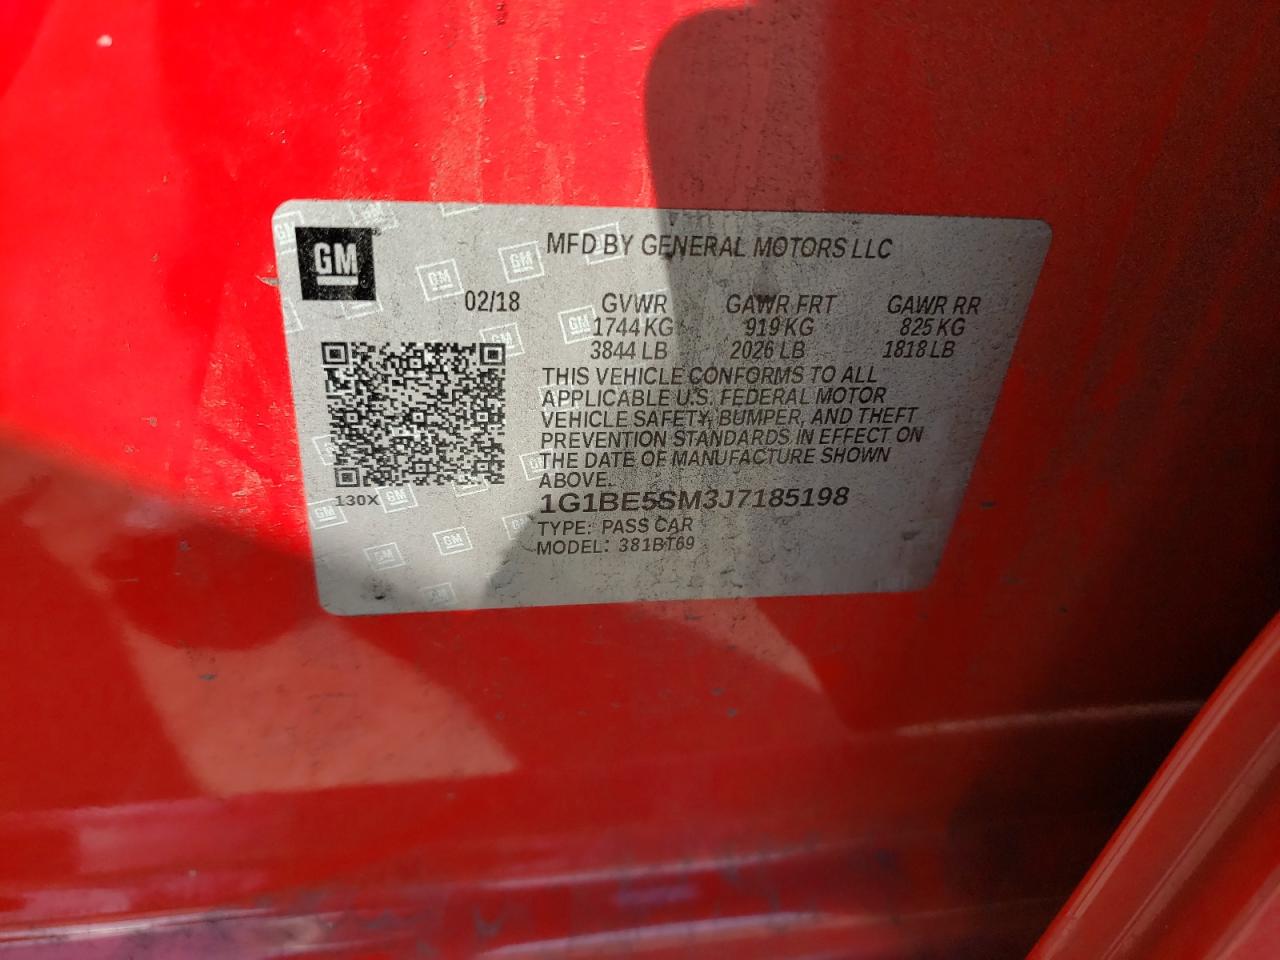 GM
MFD BY GENERAL MOTORS LLC
02/18 GVWR GAWR FRT GAWR RR
1744 KG 919 KG 825 KG
3844 LB 2026 LB 1818 LB
THIS VEHICLE CONFORMS TO ALL
APPLICABLE U.S. FEDERAL MOTOR
VEHICLE SAFETY, BUMPER, AND THEFT
PREVENTION STANDARDS IN EFFECT ON
THE DATE OF MANUFACTURE SHOWN
ABOVE.
130X
1G1BE5SM3J7185198
TYPE: PASS CAR
MODEL: 381BT69